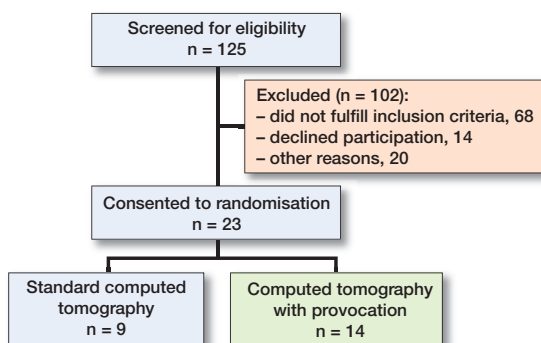 Screened for eligibility
n = 125
Excluded (n = 102):
– did not fulfill inclusion criteria, 68
– declined participation, 14
– other reasons, 20
Consented to randomisation
n = 23
Standard computed
tomography
n = 9
Computed tomography
with provocation
n = 14